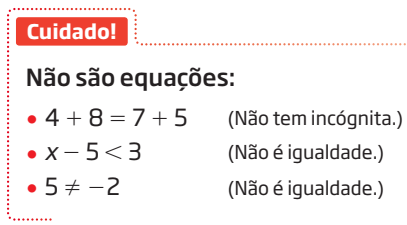 Cuidado!
Não são equações:
• 4 + 8 = 7 + 5 (Não tem incógnita.)
• x − 5 < 3 (Não é igualdade.)
• 5 ≠ −2 (Não é igualdade.)